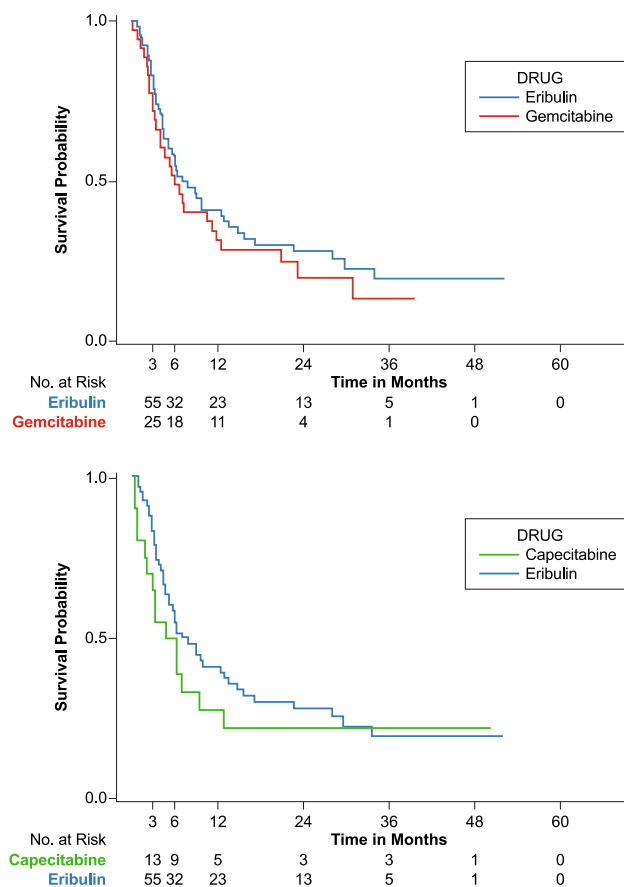 1.0
DRUG
Eribulin
Gemcitabine
Survival Probability
0.5
0.0
3 6 12 24 36 48 60
No. at Risk Time in Months
Eribulin 55 32 23 13 5 1 0
Gemcitabine 25 18 11 4 1 0
1.0
DRUG
Capecitabine
Eribulin
Survival Probability
0.5
0.0
3 6 12 24 36 48 60
No. at Risk Time in Months
Capecitabine 13 9 5 3 3 1 0
Eribulin 55 32 23 13 5 1 0